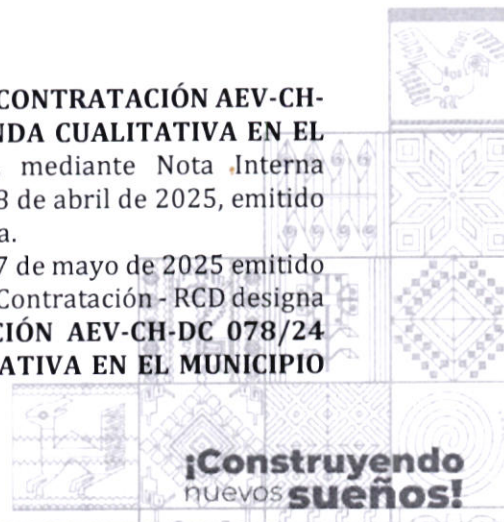 CONTRATACIÓN AEV-CH-
NDA CUALITATIVA EN EL
mediante Nota Interna
8 de abril de 2025, emitido
a.
7 de mayo de 2025 emitido
Contratación - RCD designa
CIÓN AEV-CH-DC 078/24
ATIVA EN EL MUNICIPIO
¡Construyendo
nuevos sueños!